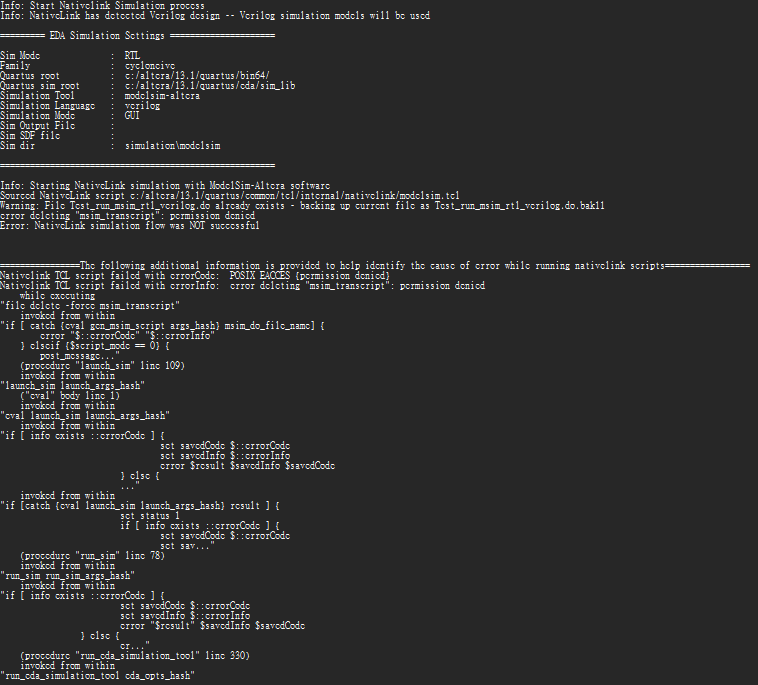 Info: Start NativeLink Simulation process
Info: NativeLink has detected Verilog design -- Verilog simulation models will be used
========= EDA Simulation Settings =====================
Sim Mode : RTL
Family : cycloneive
Quartus root : c:/altera/13.1/quartus/bin64/
Quartus sim root : c:/altera/13.1/quartus/eda/sim_lib
Simulation Tool : modelsim-altera
Simulation Language : verilog
Simulation Mode : GUI
Sim Output File :
Sim SDF file :
Sim dir : simulation\modelsim
=======================================================
Info: Starting NativeLink simulation with ModelSim-Altera software
Sourced NativeLink script c:/altera/13.1/quartus/common/tcl/internal/nativelink/modelsim.tcl
Warning: File Test_run_msim_rtl_verilog.do already exists - backing up current file as Test_run_msim_rtl_verilog.do.bak11
error deleting "msim_transcript": permission denied
Error: NativeLink simulation flow was NOT successful
================The following additional information is provided to help identify the cause of error while running nativelink scripts=================
Nativelink TCL script failed with errorCode: POSIX EACCES {permission denied}
Nativelink TCL script failed with errorInfo: error deleting "msim_transcript": permission denied
while executing
"file delete -force msim_transcript"
invoked from within
"if [ catch {eval gen_msim_script args_hash} msim_do_file_name] {
error "$::errorCode" "$::errorInfo"
} elseif {$script_mode == 0} {
post_message..."
(procedure "launch_sim" line 109)
invoked from within
"launch_sim launch_args_hash"
("eval" body line 1)
invoked from within
"eval launch_sim launch_args_hash"
invoked from within
"if [ info exists ::errorCode ] {
set savedCode $::errorCode
set savedInfo $::errorInfo
error $result $savedInfo $savedCode
} else {
..."
invoked from within
"if [catch {eval launch_sim launch_args_hash} result ] {
set status 1
if [ info exists ::errorCode ] {
set savedCode $::errorCode
set sav..."
(procedure "run_sim" line 78)
invoked from within
"run_sim run_sim_args_hash"
invoked from within
"if [ info exists ::errorCode ] {
set savedCode $::errorCode
set savedInfo $::errorInfo
error "$result" $savedInfo $savedCode
} else {
er..."
(procedure "run_eda_simulation_tool" line 330)
invoked from within
"run_eda_simulation_tool eda_opts_hash"